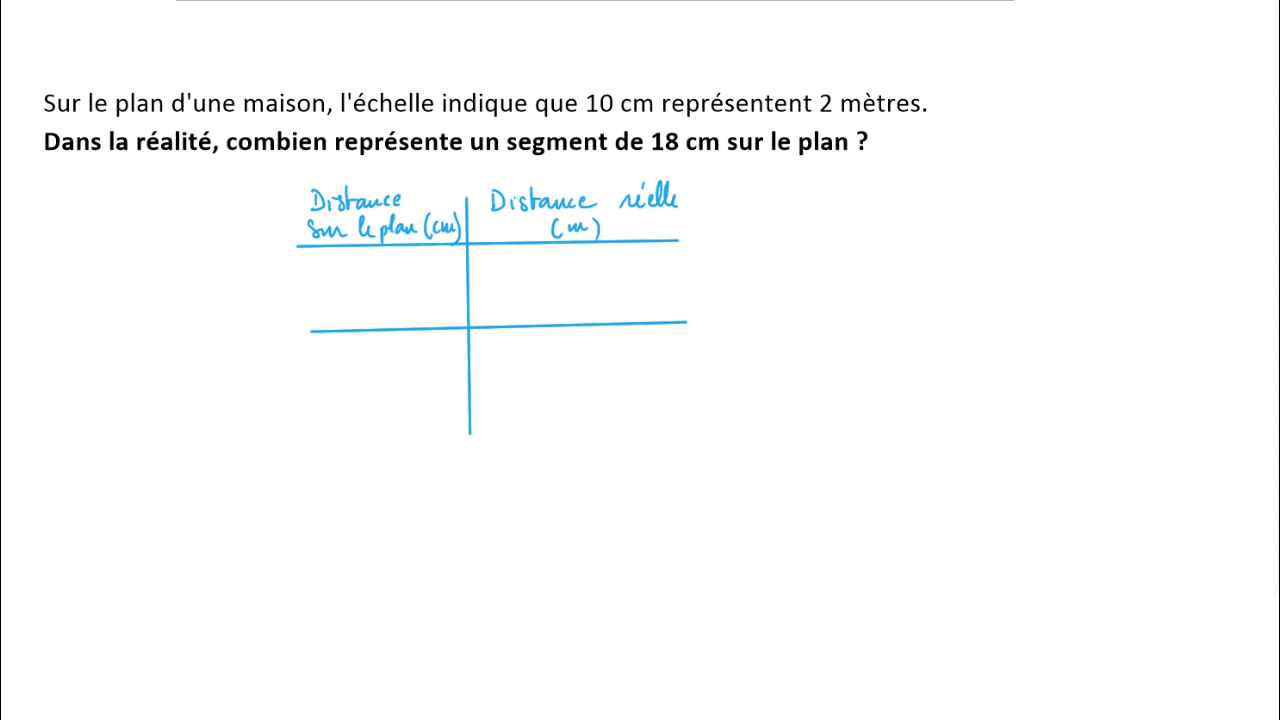 Sur le plan d'une maison, l'échelle indique que 10 cm représentent 2 mètres.
Dans la réalité, combien représente un segment de 18 cm sur le plan ?
Distance
sur le plan (cm)
Distance réelle
(m)